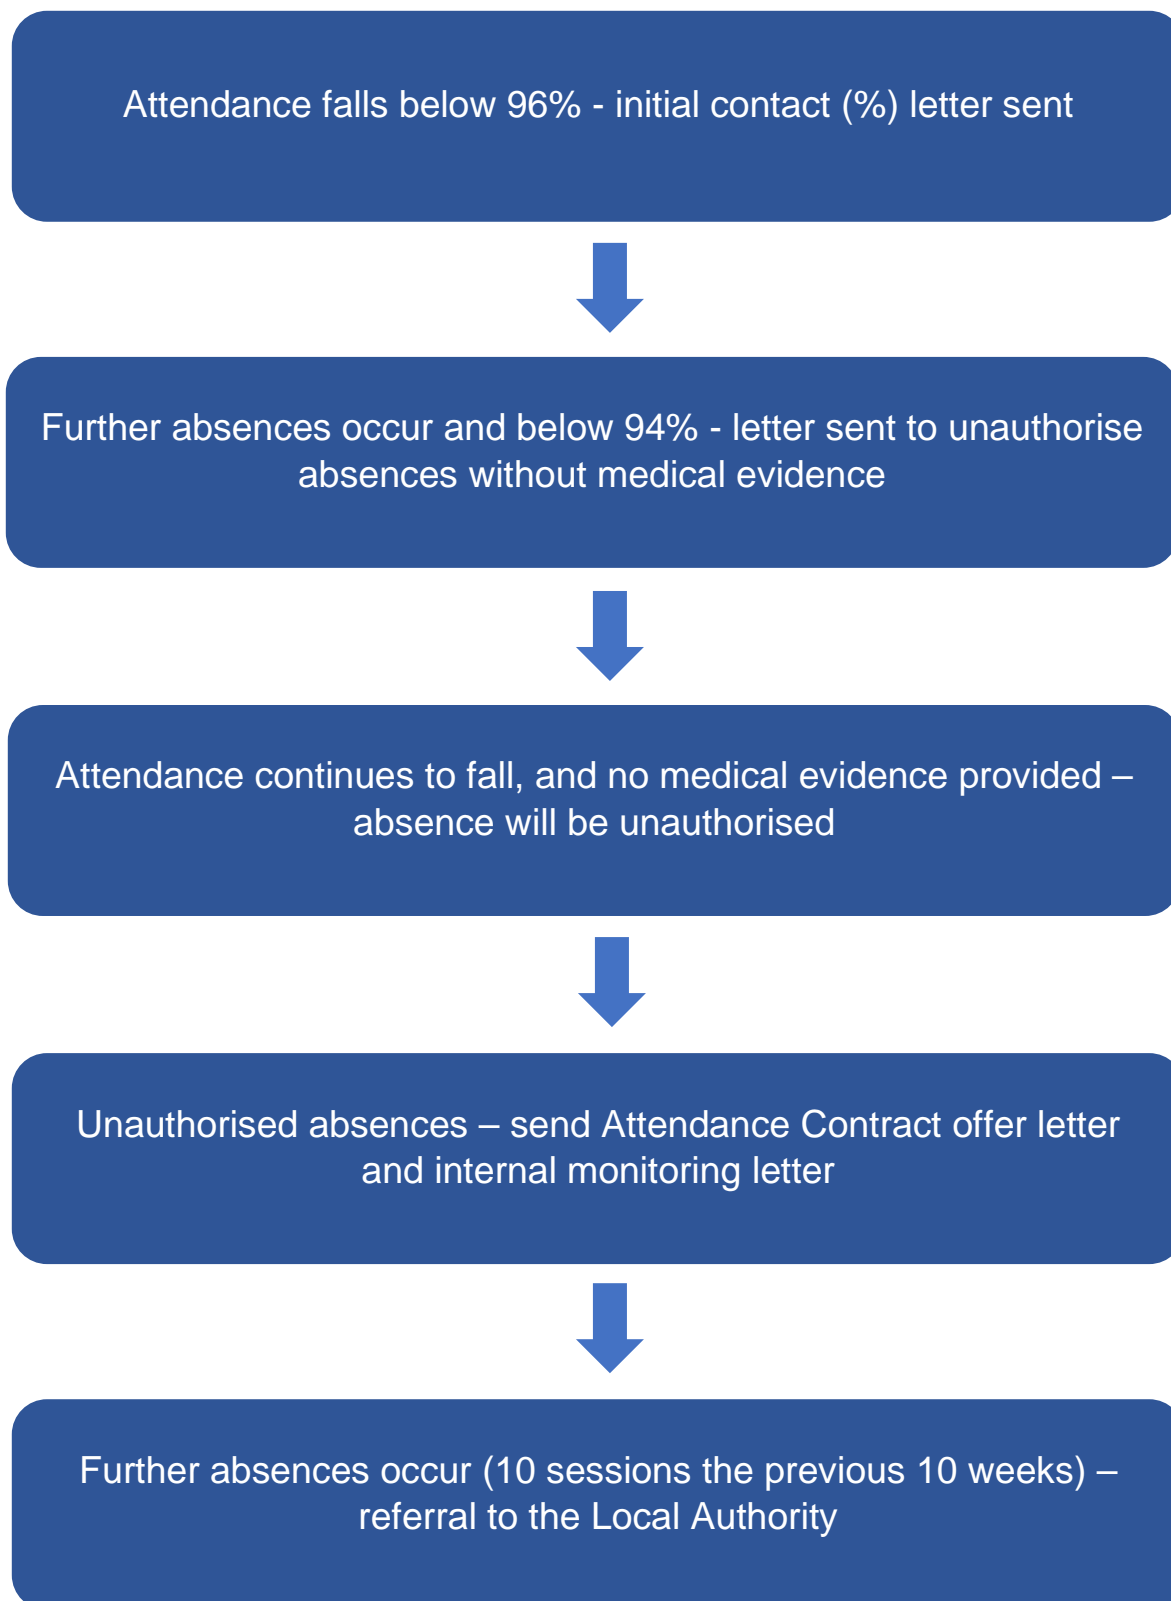 Attendance falls below 96% - initial contact (%) letter sent
Further absences occur and below 94% - letter sent to unauthorise
absences without medical evidence
Attendance continues to fall, and no medical evidence provided –
absence will be unauthorised
Unauthorised absences – send Attendance Contract offer letter
and internal monitoring letter
Further absences occur (10 sessions the previous 10 weeks) –
referral to the Local Authority